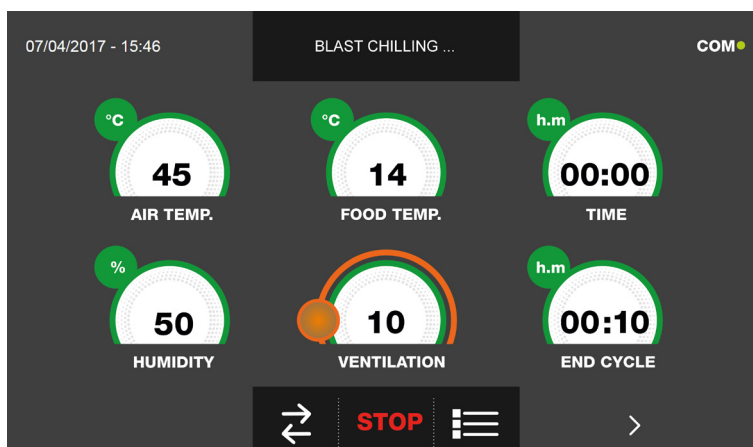 07/04/2017 - 15:46 BLAST CHILLING ... COM
°C °C h.m
45 14 00:00
AIR TEMP. FOOD TEMP. TIME
% h.m
50 10 00:10
HUMIDITY VENTILATION END CYCLE
STOP